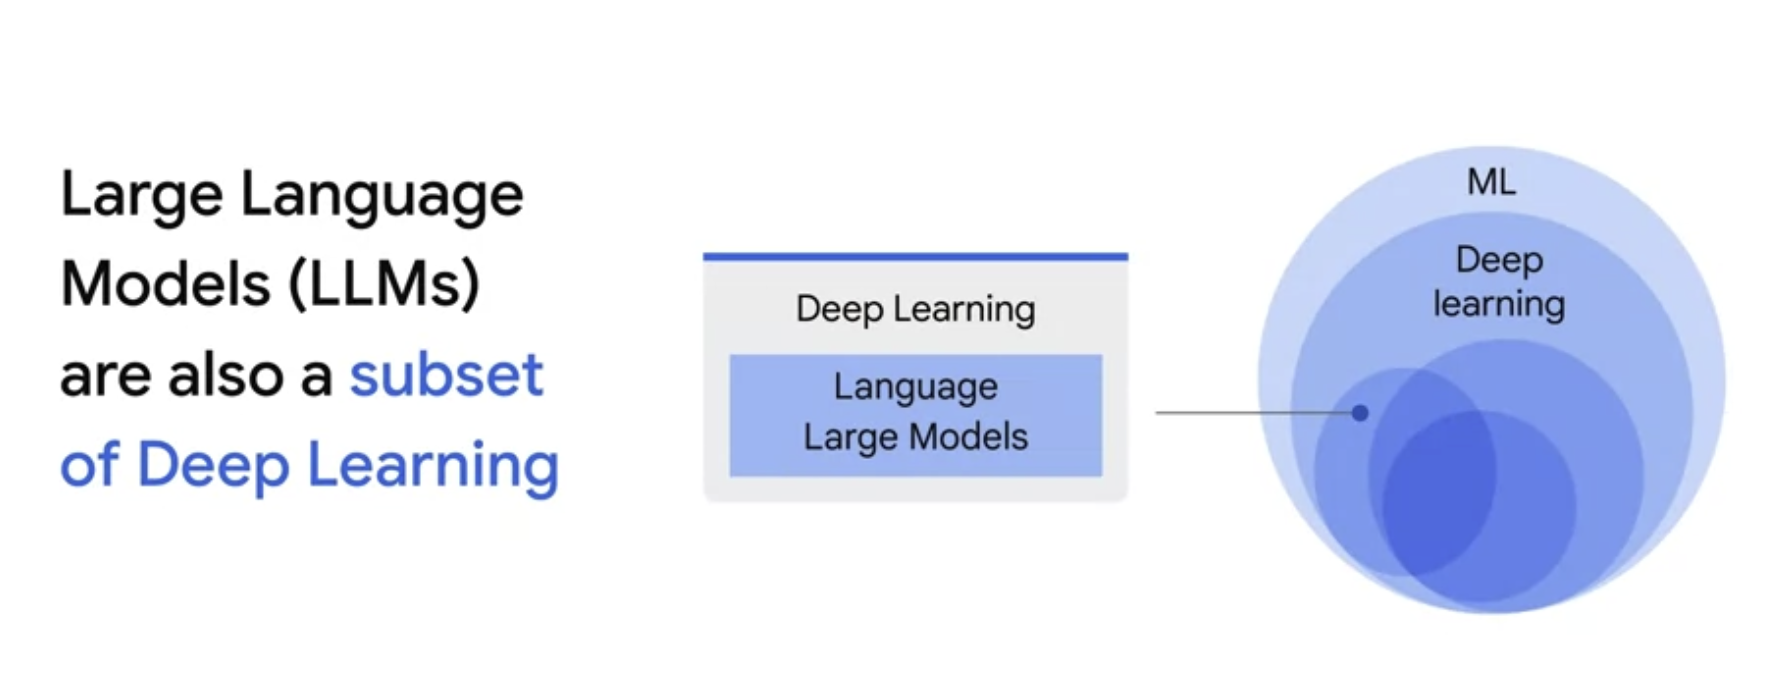 Large Language
Models (LLMs)
are also a subset
of Deep Learning
Deep Learning
Language
Large Models
ML
Deep
learning